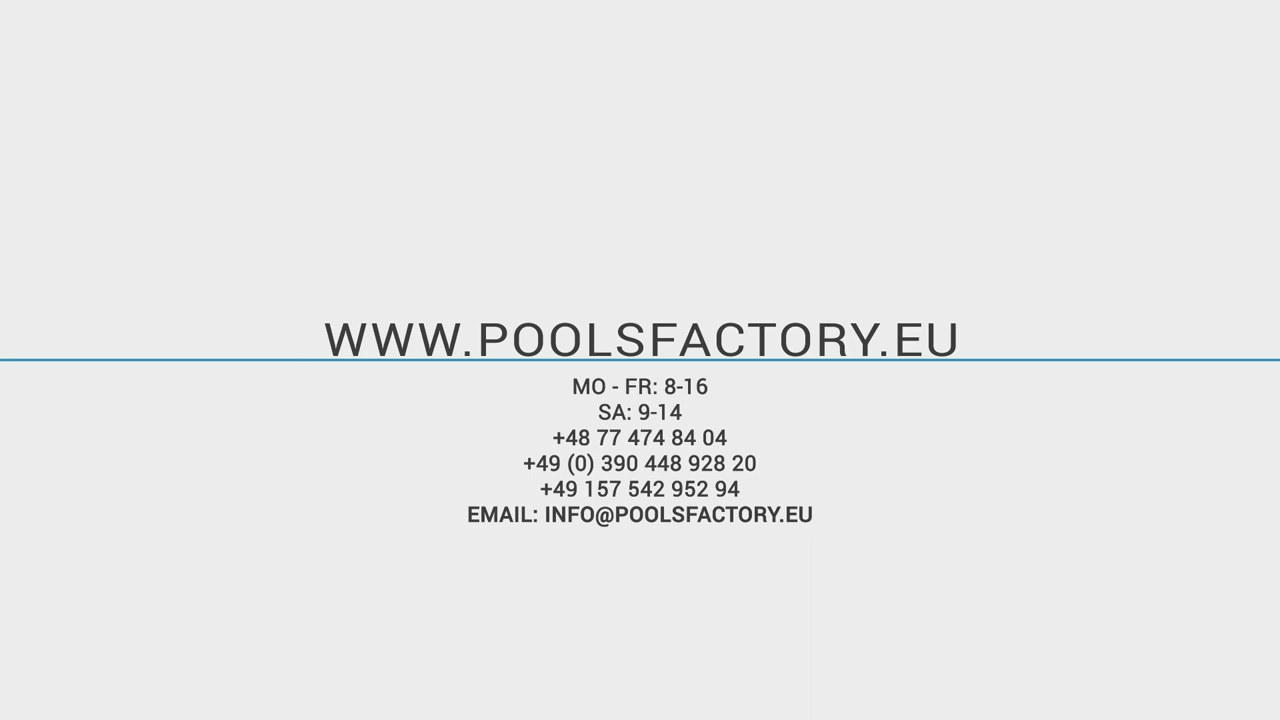 WWW.POOLSFACTORY.EU
MO - FR: 8-16
SA: 9-14
+48 77 474 84 04
+49 (0) 390 448 928 20
+49 157 542 952 94
EMAIL: INFO@POOLSFACTORY.EU